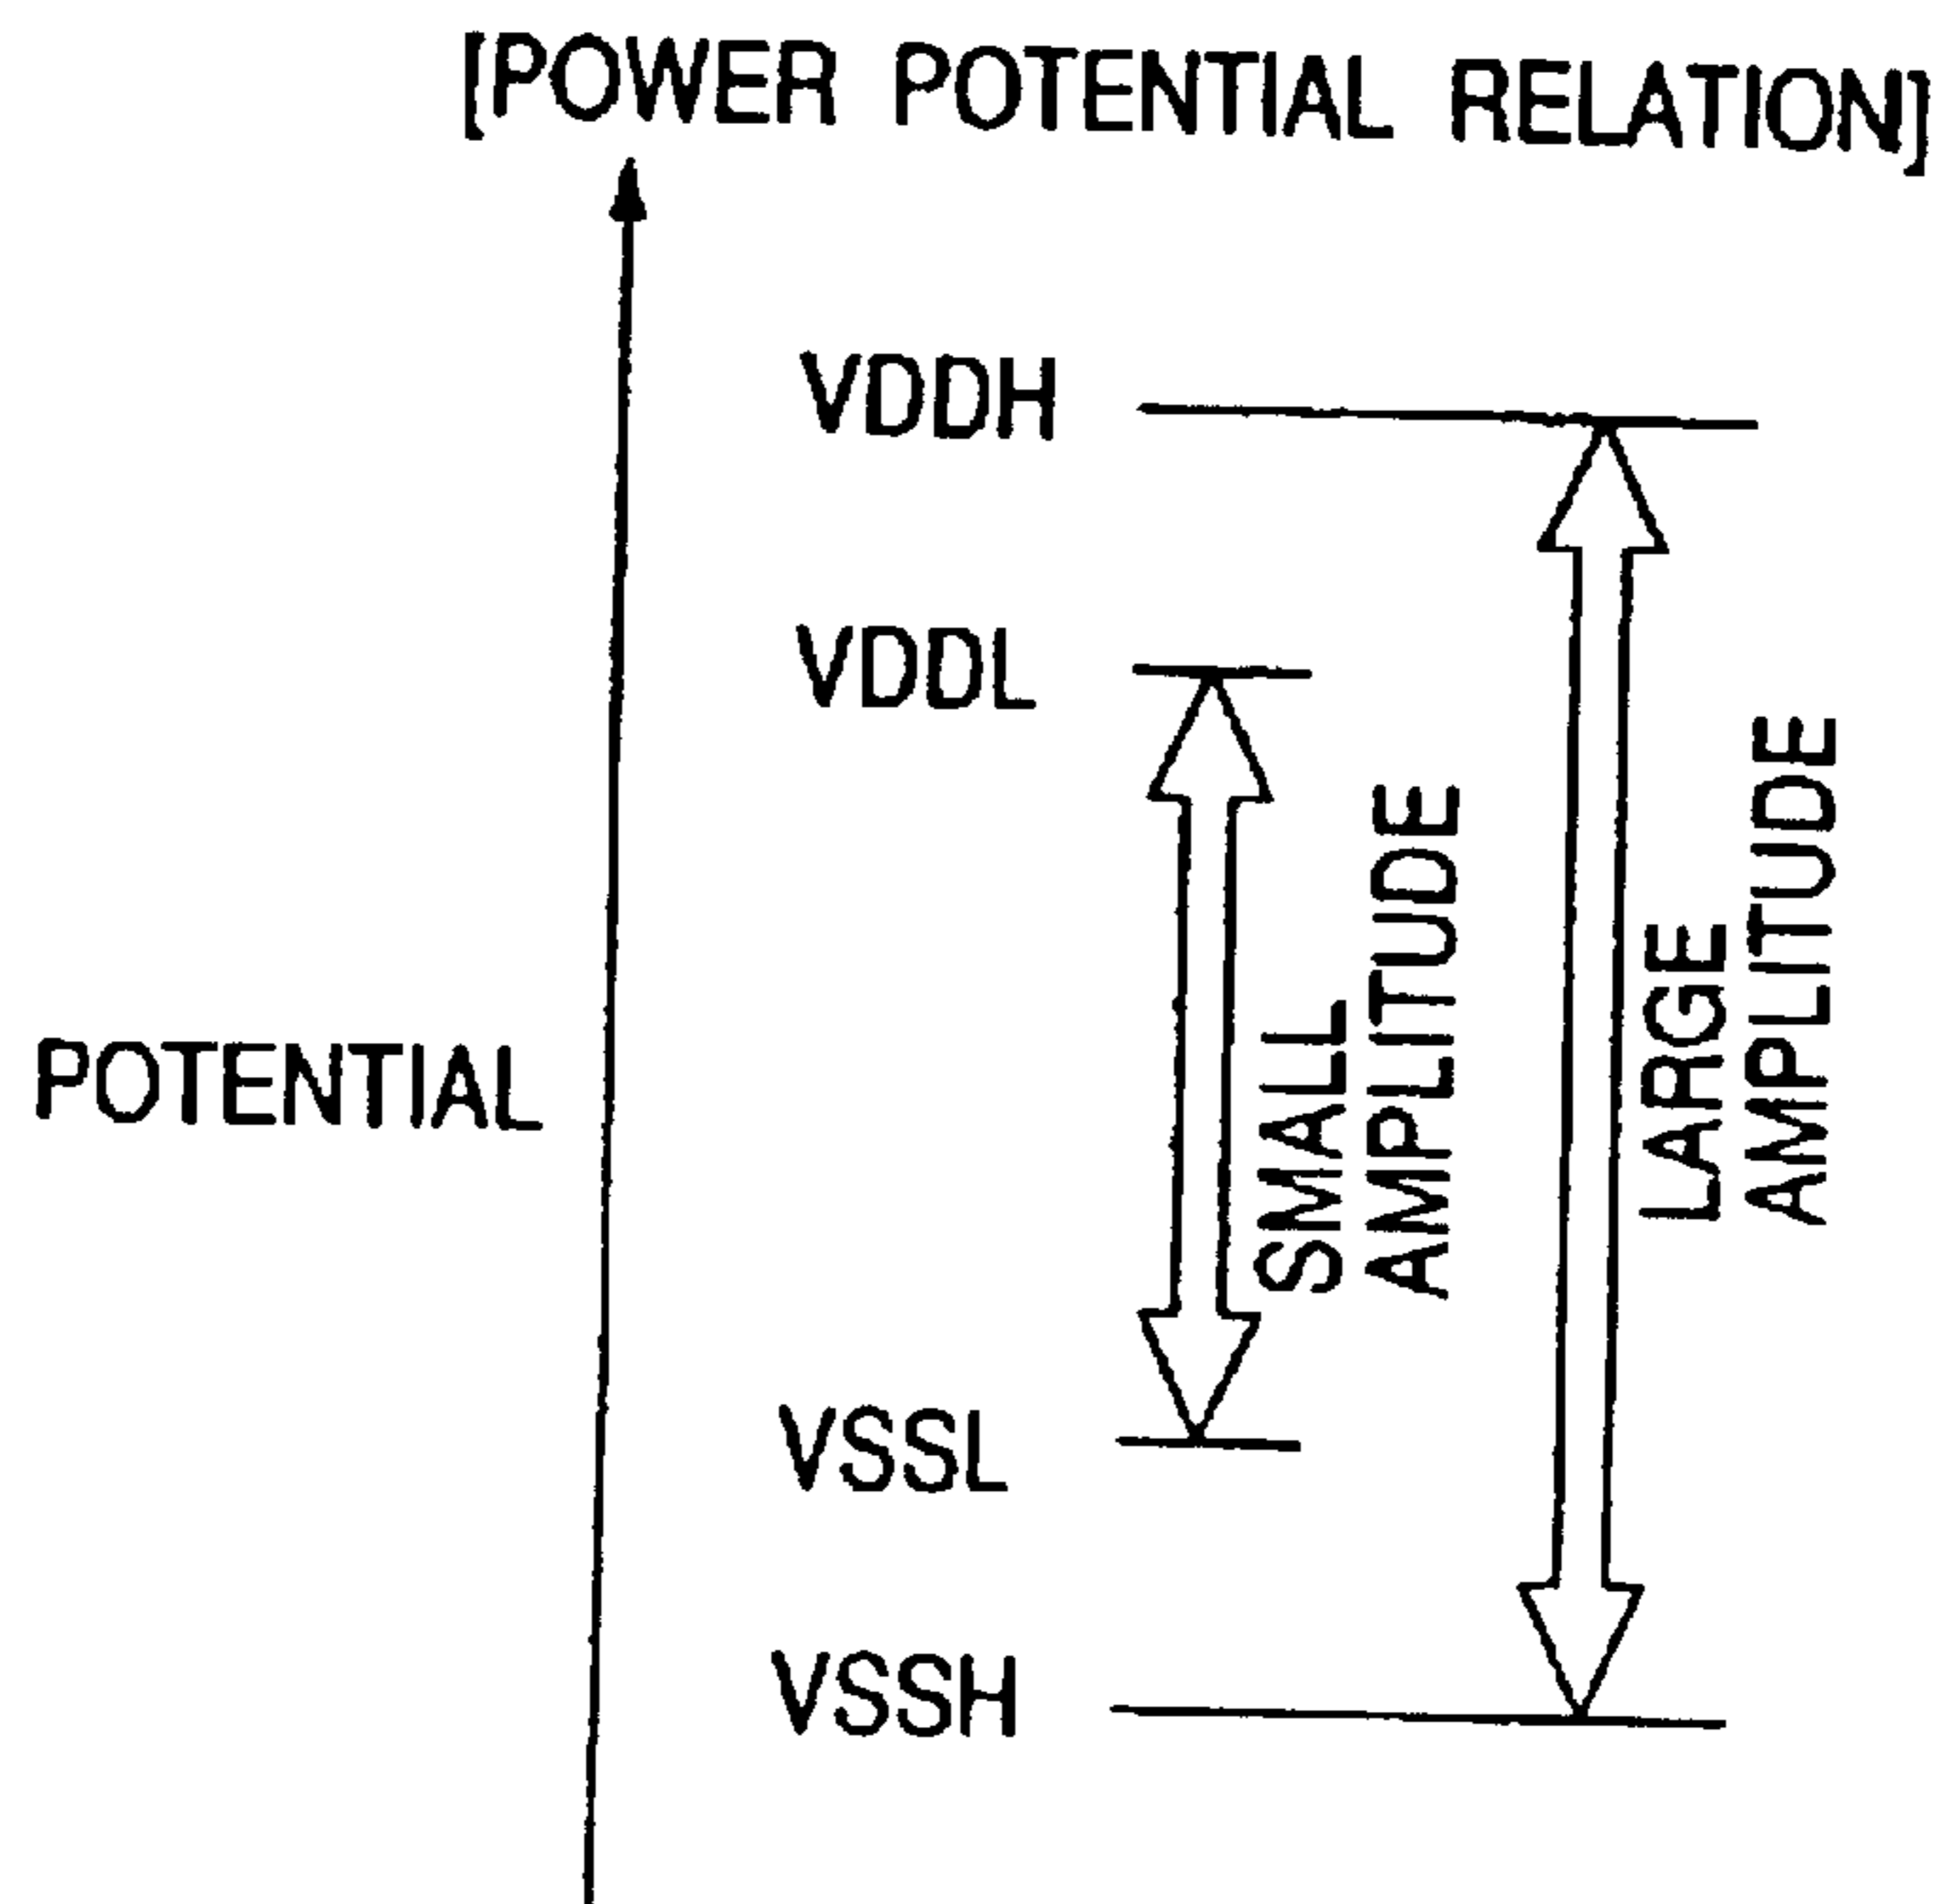 [POWER POTENTIAL RELATION]
VDDH
VDDL
POTENTIAL
SMALL
AMPLITUDE
LARGE
AMPLITUDE
VSSL
VSSH